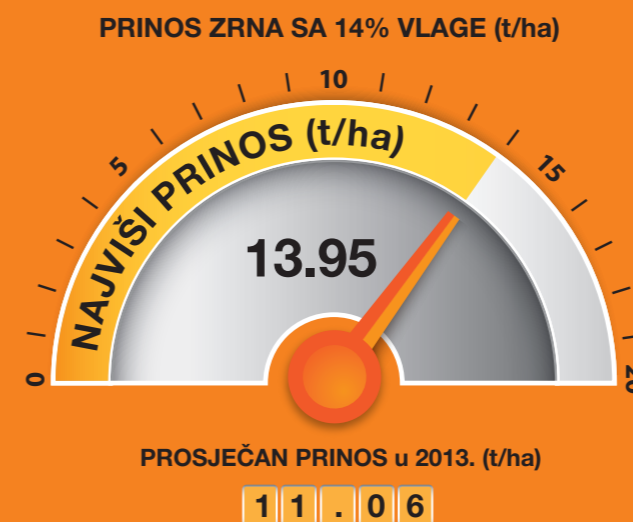 PRINOS ZRNA SA 14% VLAGE (t/ha)
10
5
15
NAJVIŠI PRINOS (t/ha)
13.95
0
20
PROSJEČAN PRINOS u 2013. (t/ha)
11.06